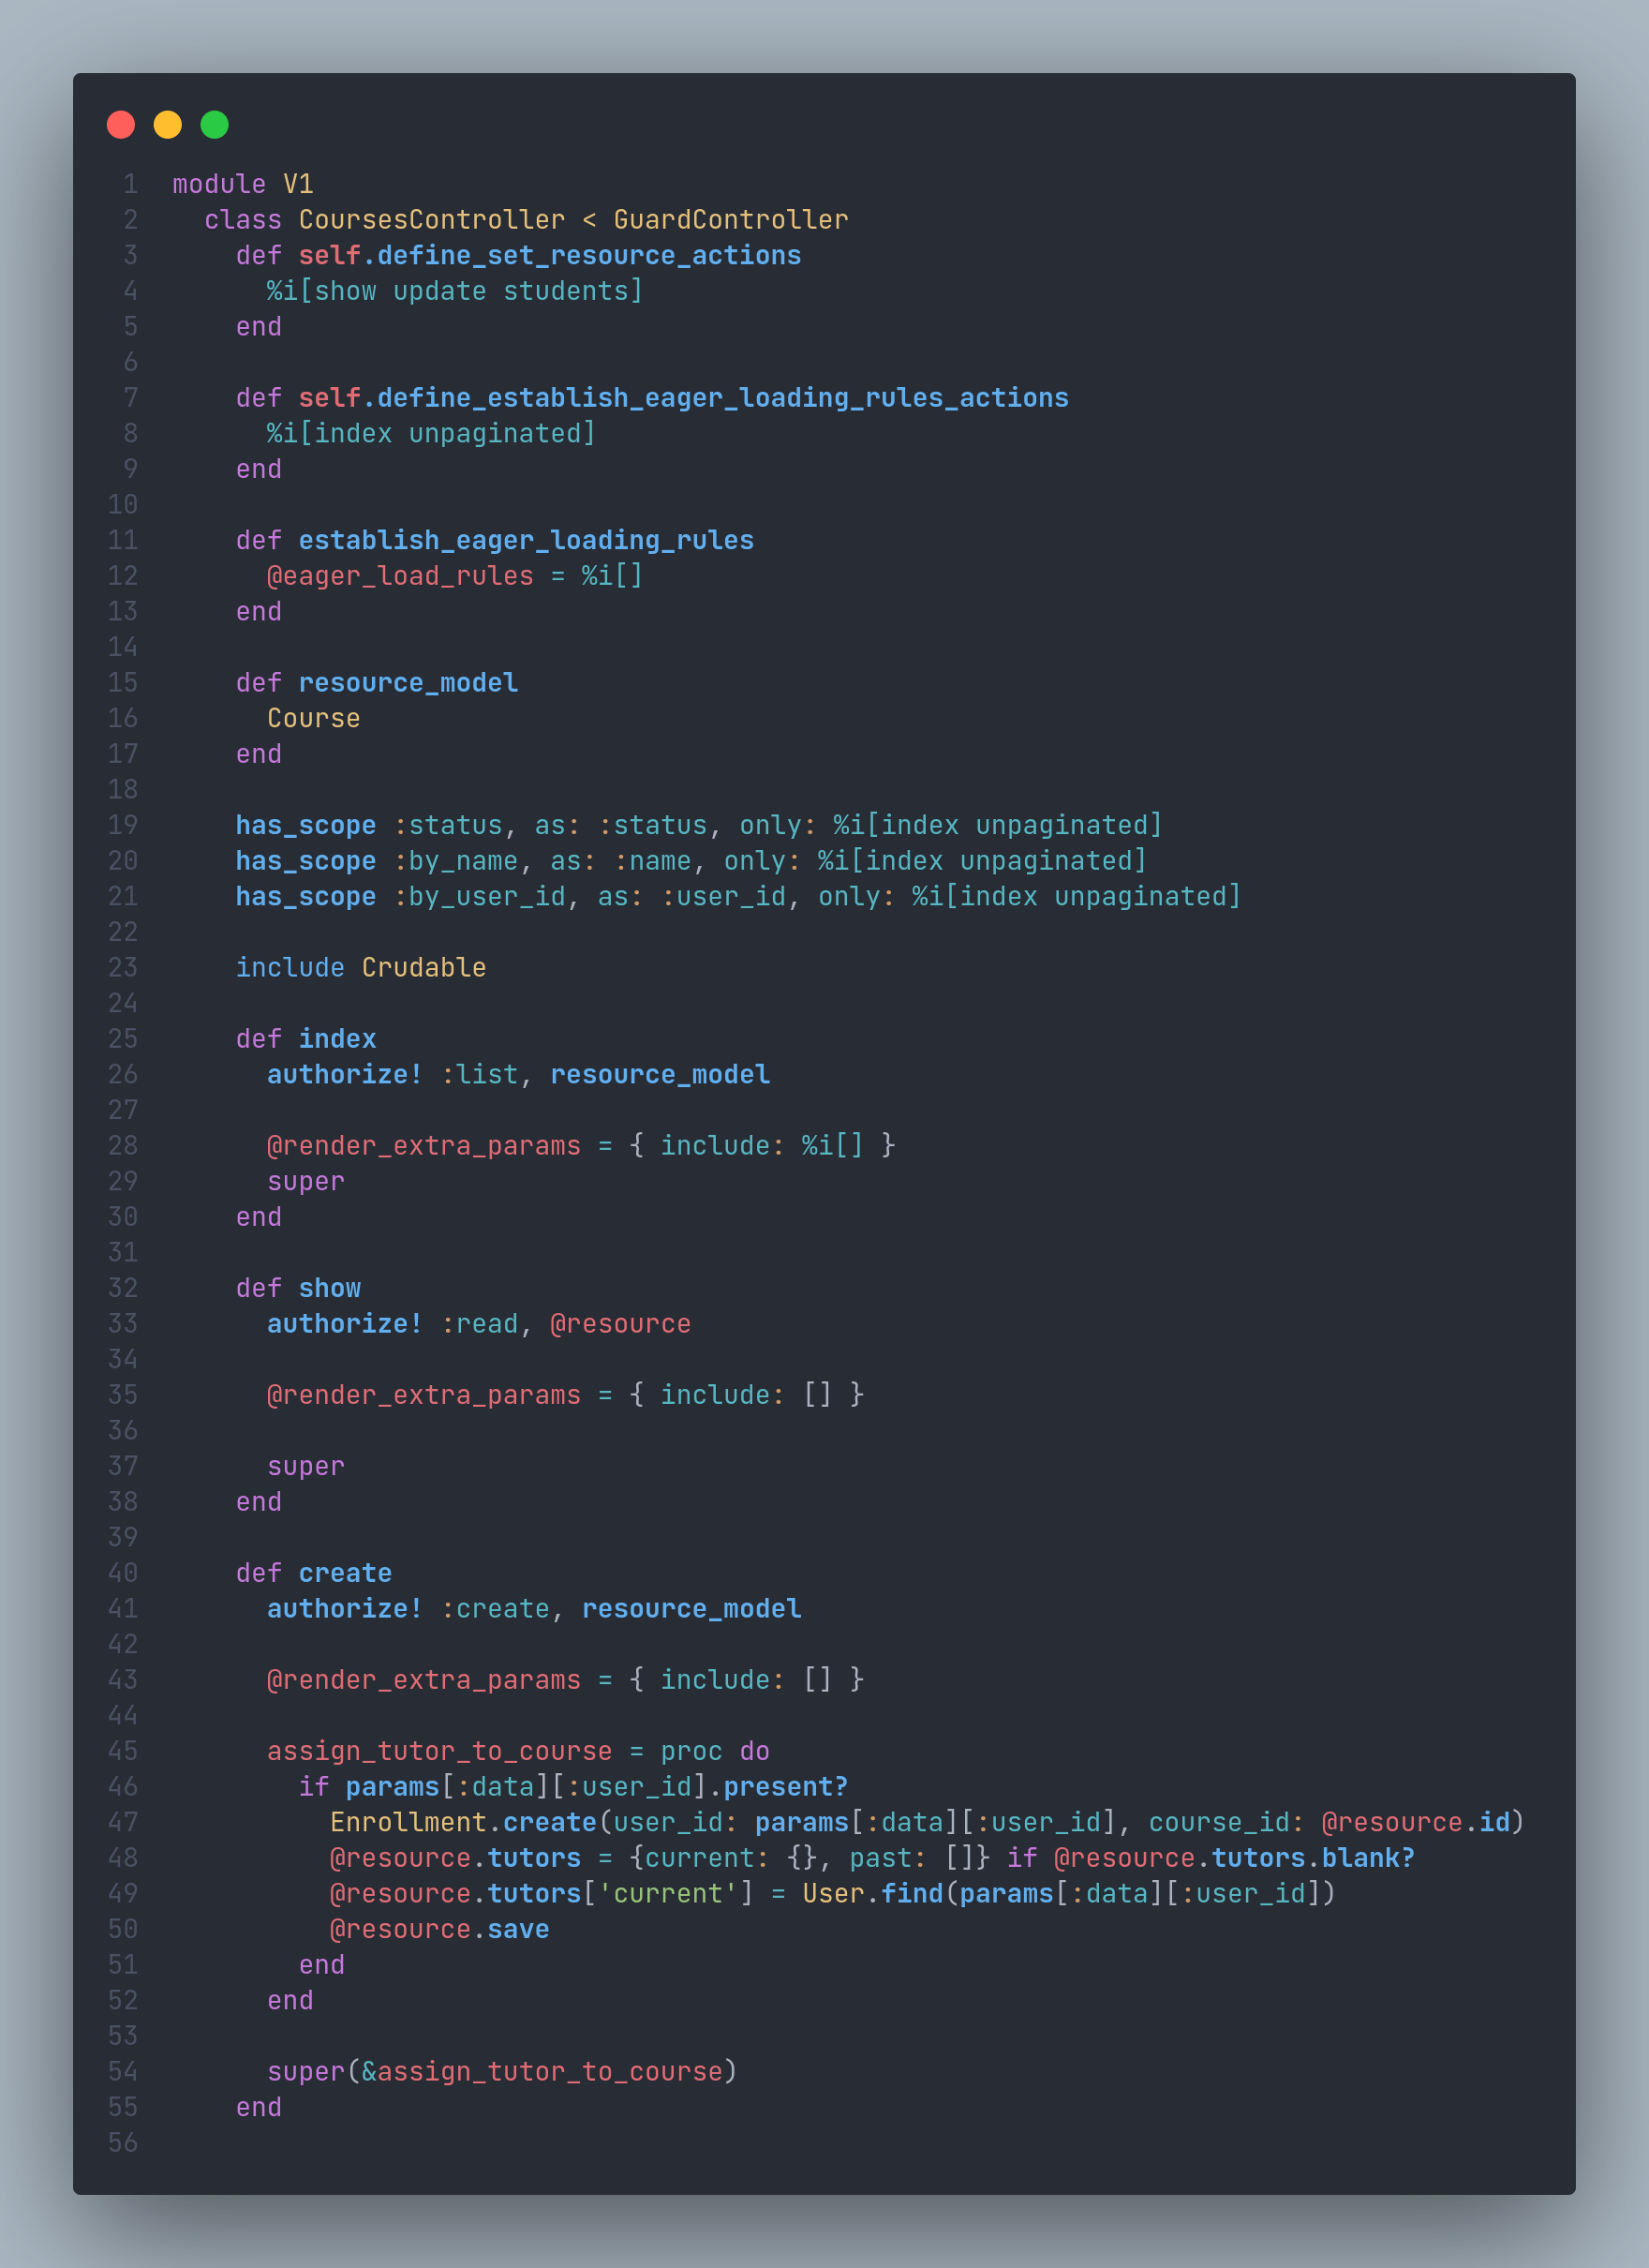 1 module V1
2   class CoursesController < GuardController
3     def self.define_set_resource_actions
4       %i[show update students]
5     end
6
7     def self.define_establish_eager_loading_rules_actions
8       %i[index unpaginated]
9     end
10
11     def establish_eager_loading_rules
12       @eager_load_rules = %i[]
13     end
14
15     def resource_model
16       Course
17     end
18
19     has_scope :status, as: :status, only: %i[index unpaginated]
20     has_scope :by_name, as: :name, only: %i[index unpaginated]
21     has_scope :by_user_id, as: :user_id, only: %i[index unpaginated]
22
23     include Crudable
24
25     def index
26       authorize! :list, resource_model
27
28       @render_extra_params = { include: %i[] }
29       super
30     end
31
32     def show
33       authorize! :read, @resource
34
35       @render_extra_params = { include: [] }
36
37       super
38     end
39
40     def create
41       authorize! :create, resource_model
42
43       @render_extra_params = { include: [] }
44
45       assign_tutor_to_course = proc do
46         if params[:data][:user_id].present?
47           Enrollment.create(user_id: params[:data][:user_id], course_id: @resource.id)
48           @resource.tutors = {current: {}, past: []} if @resource.tutors.blank?
49           @resource.tutors['current'] = User.find(params[:data][:user_id])
50           @resource.save
51         end
52       end
53
54       super(&assign_tutor_to_course)
55     end
56